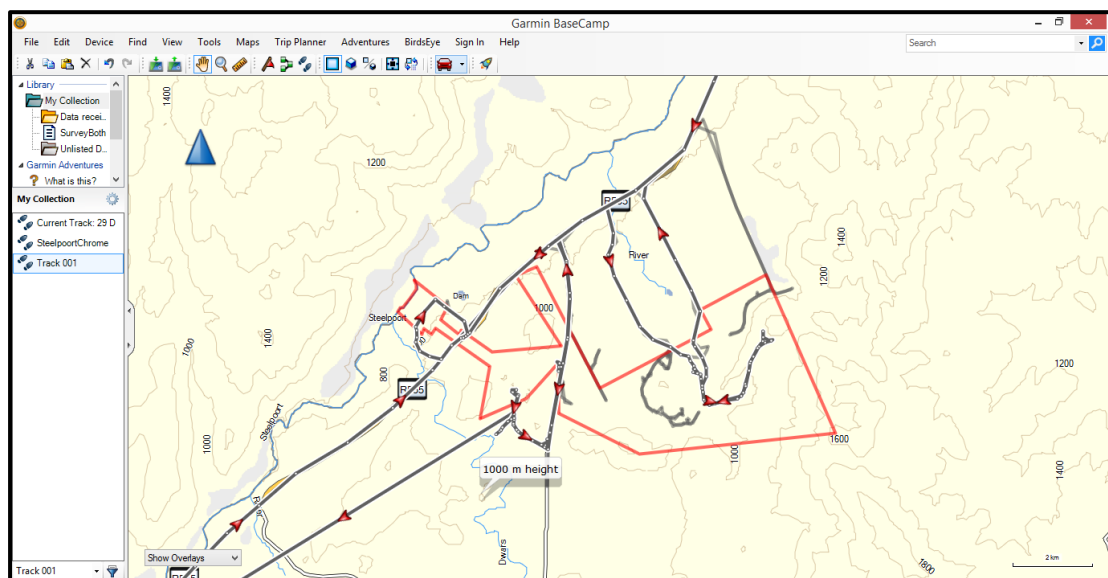 Garmin BaseCamp
File Edit Device Find View Tools Maps Trip Planner Adventures BirdsEye Sign In Help
Search
Library
My Collection
Data recei..
SurveyBoth
Unlisted D..
Garmin Adventures
What is this?
My Collection
Current Track: 29 D
SteelpoortChrome
Track 001
Track 001
1400
1200
1400
1200
River
Dam
1000
Steelpoort
1400
1000
800
1200
Steelpoort
1000
1600
1000
1400
1000 m height
River
Dwars
1800
Show Overlays
2 km